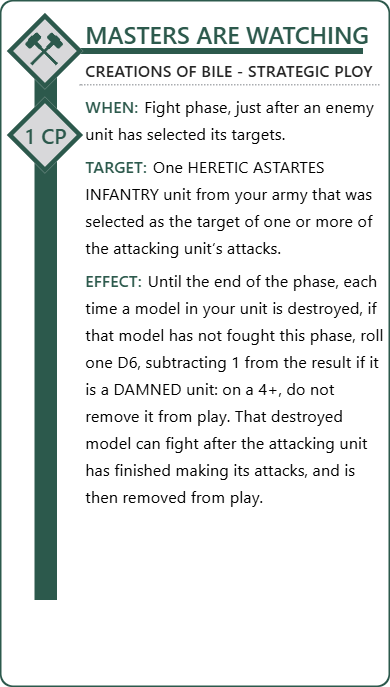 MASTERS ARE WATCHING
CREATIONS OF BILE - STRATEGIC PLOY
1 CP
WHEN: Fight phase, just after an enemy
unit has selected its targets.
TARGET: One HERETIC ASTARTES
INFANTRY unit from your army that was
selected as the target of one or more of
the attacking unit’s attacks.
EFFECT: Until the end of the phase, each
time a model in your unit is destroyed, if
that model has not fought this phase, roll
one D6, subtracting 1 from the result if it
is a DAMNED unit: on a 4+, do not
remove it from play. That destroyed
model can fight after the attacking unit
has finished making its attacks, and is
then removed from play.